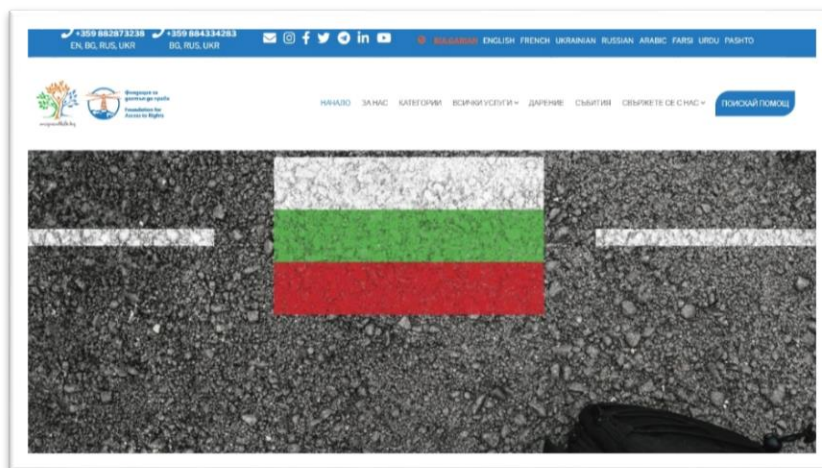 +359 882873238 +359 884334283
EN, BG, RUS, UKR BG, RUS, UKR
BULGARIAN ENGLISH FRENCH UKRAINIAN RUSSIAN ARABIC FARSI URDU PASHTO
Фондация за
достъп до права
Foundation for
Access to Rights
НАЧАЛО ЗА НАС КАТЕГОРИИ ВСИЧКИ УСЛУГИ ДАРЕНИЕ СЪБИТИЯ СВЪРЖЕТЕ СЕ С НАС ПОИСКАЙ ПОМОЩ